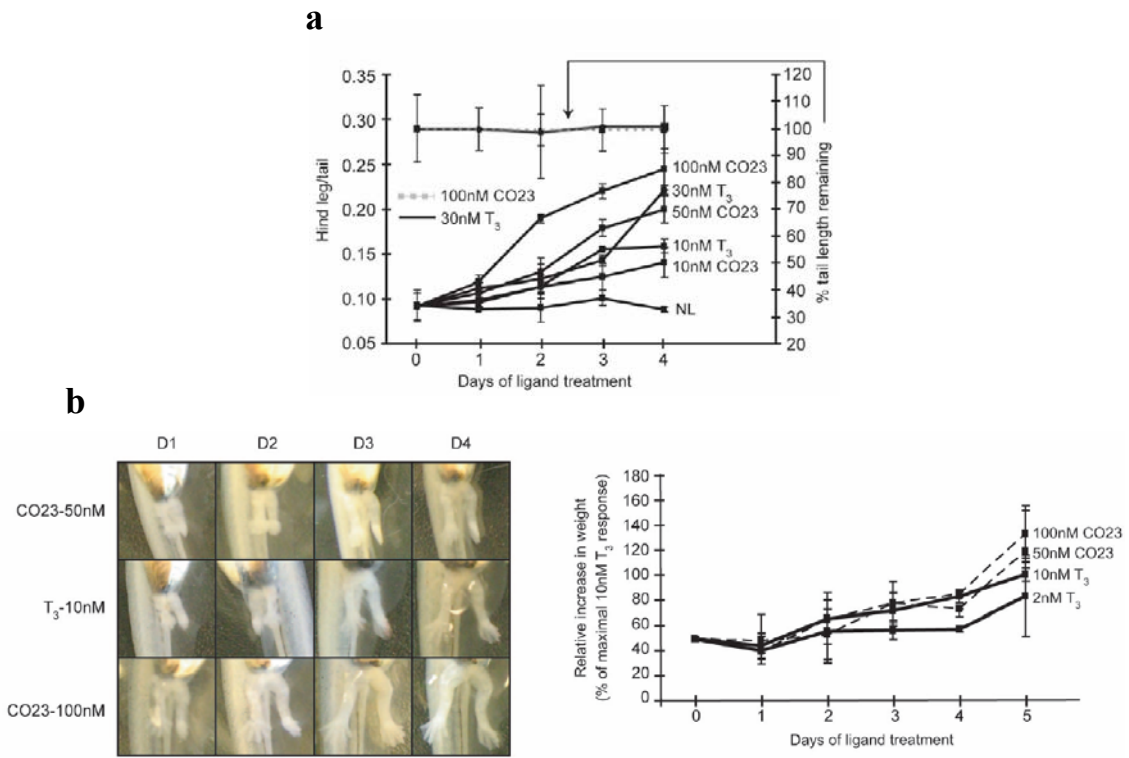 a
0.35
0.30
0.25
0.20
0.15
0.10
0.05
Hind leg/tail
100nM CO23
30nM T3
100nM CO23
30nM T3
50nM CO23
10nM T3
10nM CO23
NL
120
110
100
90
80
70
60
50
40
30
20
% tail length remaining
0 1 2 3 4
Days of ligand treatment
b
D1 D2 D3 D4
CO23-50nM
T3-10nM
CO23-100nM
180
160
140
120
100
80
60
40
20
0
Relative increase in weight
(% of maximal 10nM T3 response)
100nM CO23
50nM CO23
10nM T3
2nM T3
0 1 2 3 4 5
Days of ligand treatment